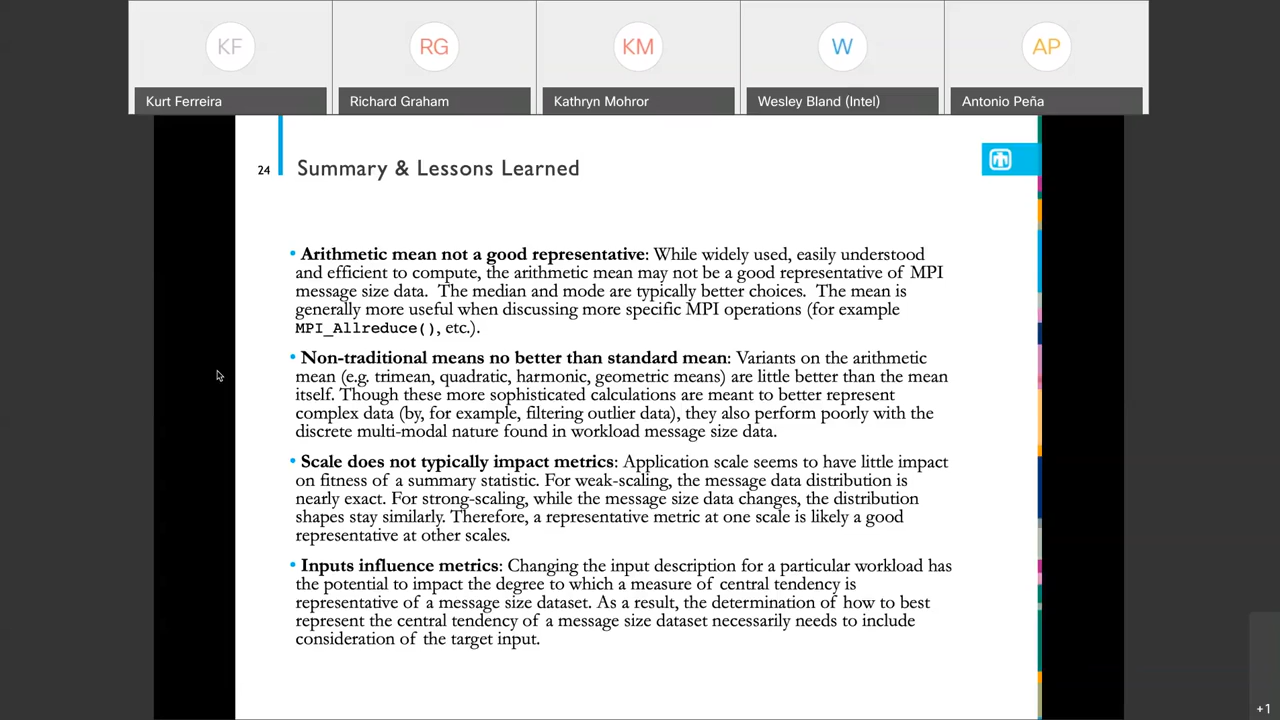 KF
RG
KM
W
AP
Kurt Ferreira
Richard Graham
Kathryn Mohror
Wesley Bland (Intel)
Antonio Peña
24 Summary & Lessons Learned
• Arithmetic mean not a good representative: While widely used, easily understood
and efficient to compute, the arithmetic mean may not be a good representative of MPI
message size data. The median and mode are typically better choices. The mean is
generally more useful when discussing more specific MPI operations (for example
MPI_Allreduce(), etc.).
• Non-traditional means no better than standard mean: Variants on the arithmetic
mean (e.g. trimean, quadratic, harmonic, geometric means) are little better than the mean
itself. Though these more sophisticated calculations are meant to better represent
complex data (by, for example, filtering outlier data), they also perform poorly with the
discrete multi-modal nature found in workload message size data.
• Scale does not typically impact metrics: Application scale seems to have little impact
on fitness of a summary statistic. For weak-scaling, the message data distribution is
nearly exact. For strong-scaling, while the message size data changes, the distribution
shapes stay similarly. Therefore, a representative metric at one scale is likely a good
representative at other scales.
• Inputs influence metrics: Changing the input description for a particular workload has
the potential to impact the degree to which a measure of central tendency is
representative of a message size dataset. As a result, the determination of how to best
represent the central tendency of a message size dataset necessarily needs to include
consideration of the target input.
+1